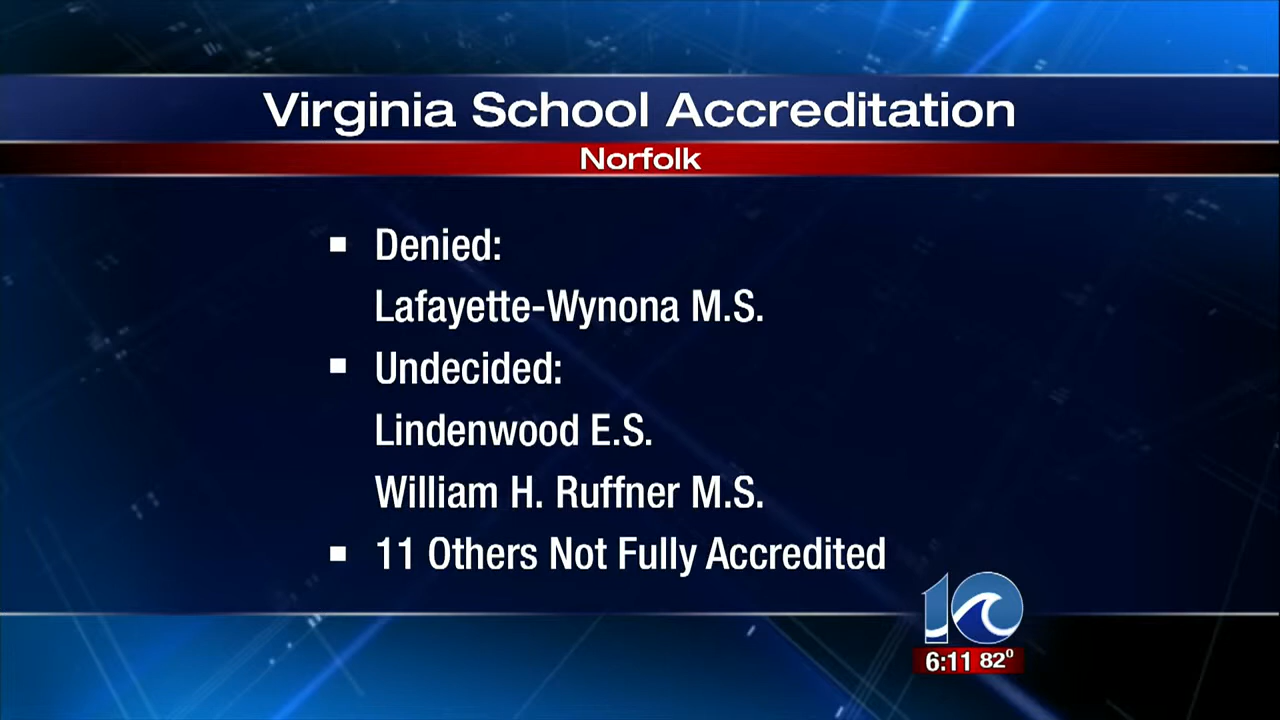 Virginia School Accreditation
Norfolk
Denied:
Lafayette-Wynona M.S.
Undecided:
Lindenwood E.S.
William H. Ruffner M.S.
11 Others Not Fully Accredited
10
6:11 82°